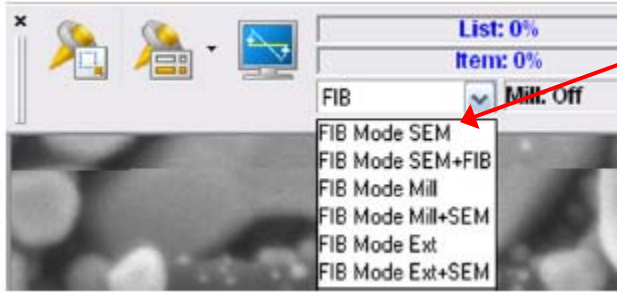 List: 0%
Item: 0%
FIB Mill. Off
FIB Mode SEM
FIB Mode SEM+FIB
FIB Mode Mill
FIB Mode Mill+SEM
FIB Mode Ext
FIB Mode Ext+SEM